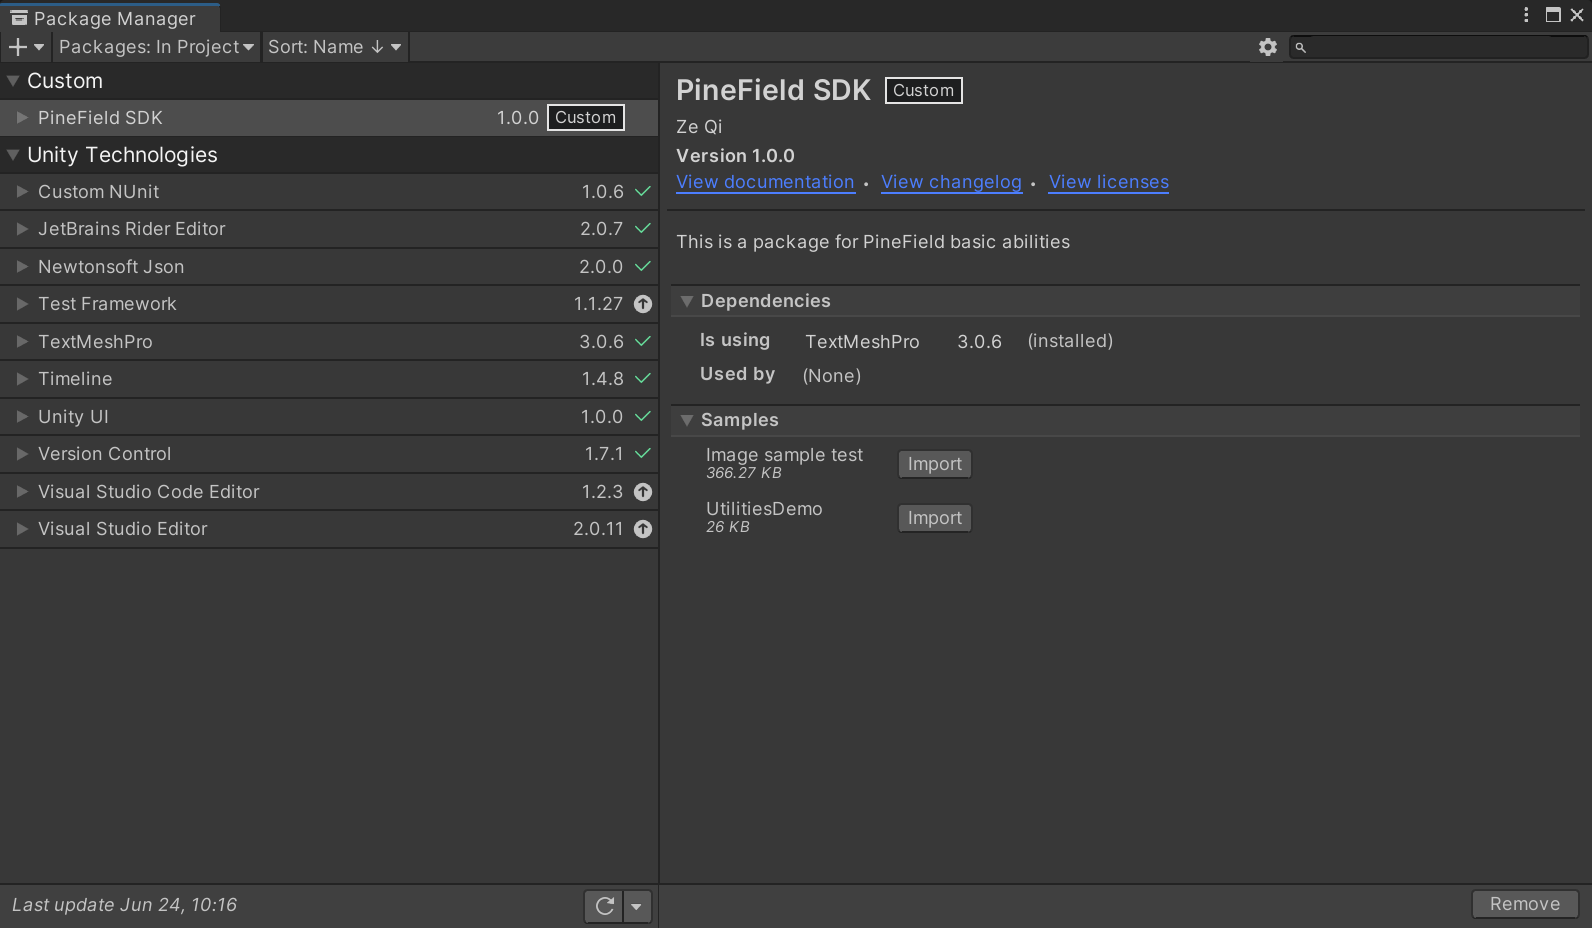 Package Manager
Packages: In Project Sort: Name ↓
Custom
PineField SDK 1.0.0 Custom
Unity Technologies
Custom NUnit 1.0.6
JetBrains Rider Editor 2.0.7
Newtonsoft Json 2.0.0
Test Framework 1.1.27
TextMeshPro 3.0.6
Timeline 1.4.8
Unity UI 1.0.0
Version Control 1.7.1
Visual Studio Code Editor 1.2.3
Visual Studio Editor 2.0.11
Last update Jun 24, 10:16
PineField SDK Custom
Ze Qi
Version 1.0.0
View documentation • View changelog • View licenses
This is a package for PineField basic abilities
Dependencies
Is using TextMeshPro 3.0.6 (installed)
Used by (None)
Samples
Image sample test Import
366.27 KB
UtilitiesDemo Import
26 KB
Remove